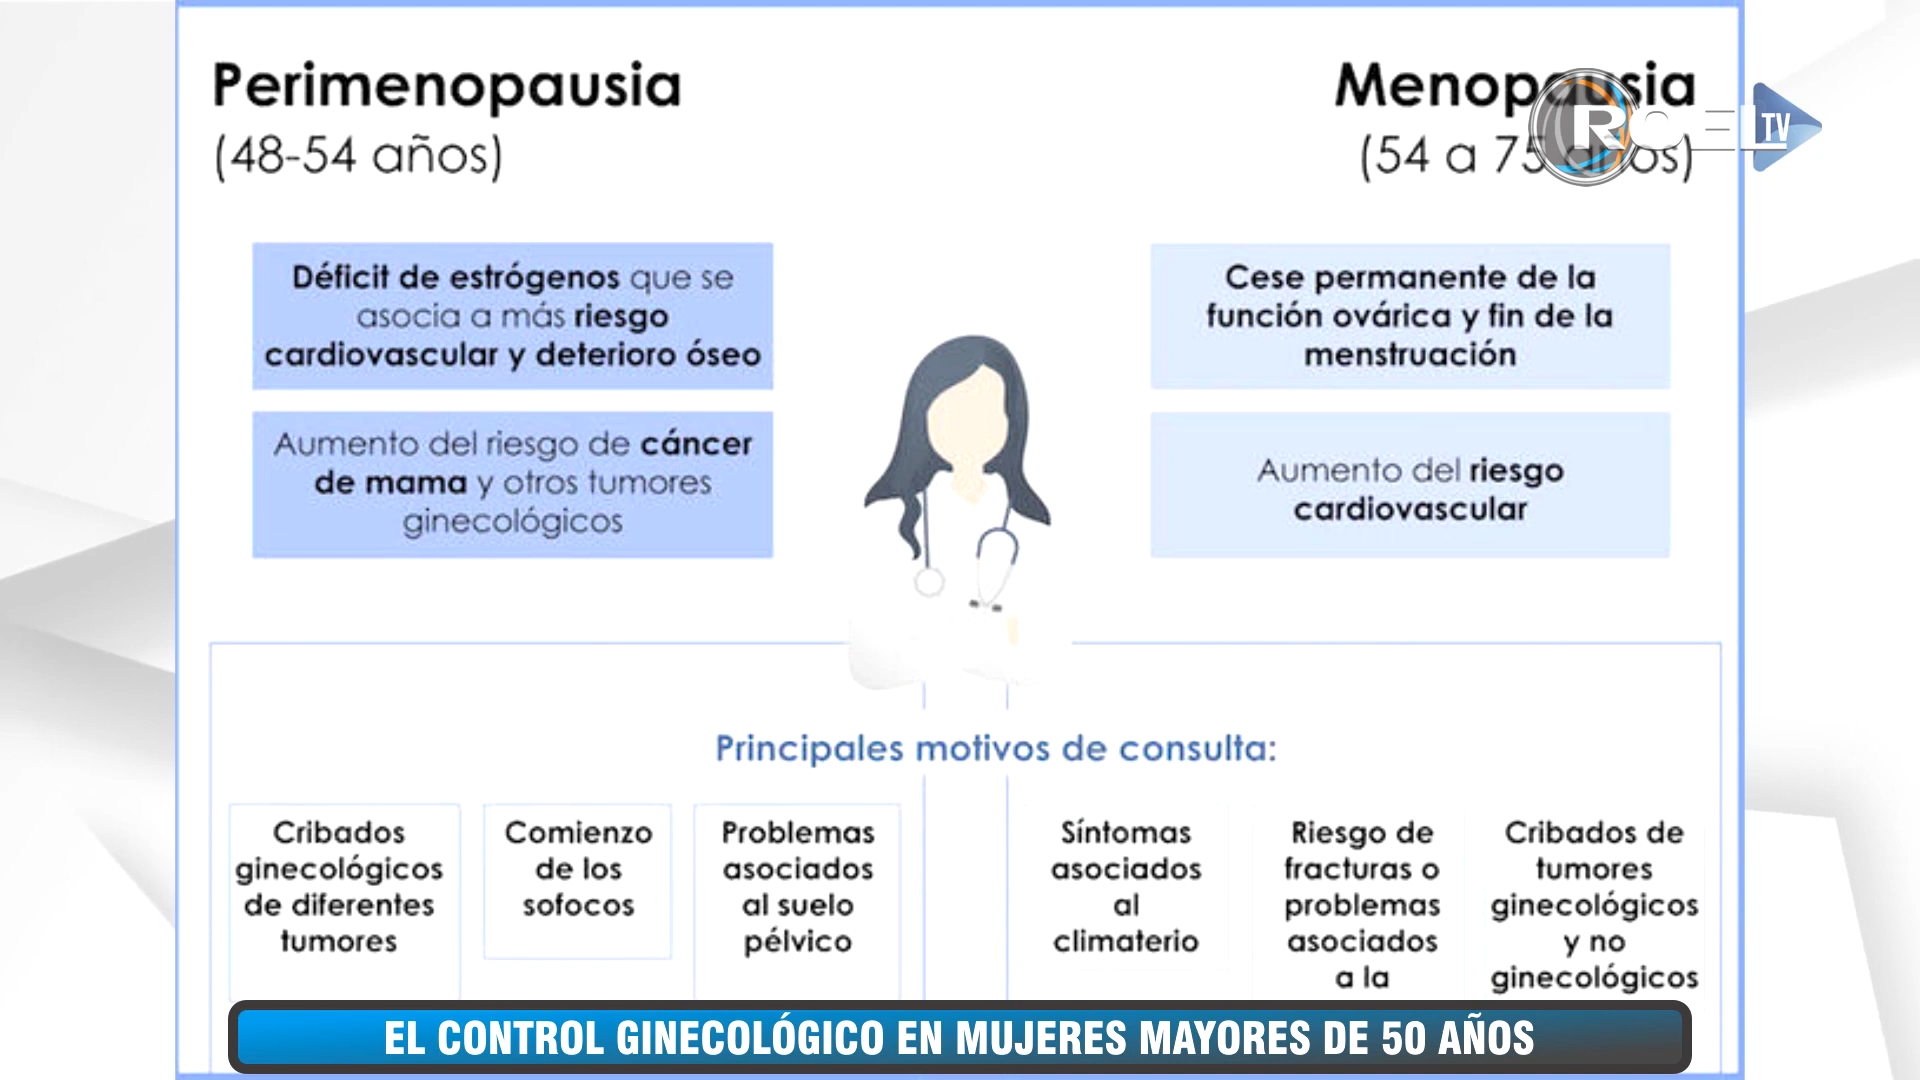 Perimenopausia
(48-54 años)
Menopausia
(54 a 75 años)
TV
Déficit de estrógenos que se
asocia a más riesgo
cardiovascular y deterioro óseo
Aumento del riesgo de cáncer
de mama y otros tumores
ginecológicos
Cese permanente de la
función ovárica y fin de la
menstruación
Aumento del riesgo
cardiovascular
Principales motivos de consulta:
Cribados
ginecológicos
de diferentes
tumores
Comienzo
de los
sofocos
Problemas
asociados
al suelo
pélvico
Síntomas
asociados
al
climaterio
Riesgo de
fracturas o
problemas
asociados
a la
Cribados de
tumores
ginecológicos
y no
ginecológicos
EL CONTROL GINECOLÓGICO EN MUJERES MAYORES DE 50 AÑOS